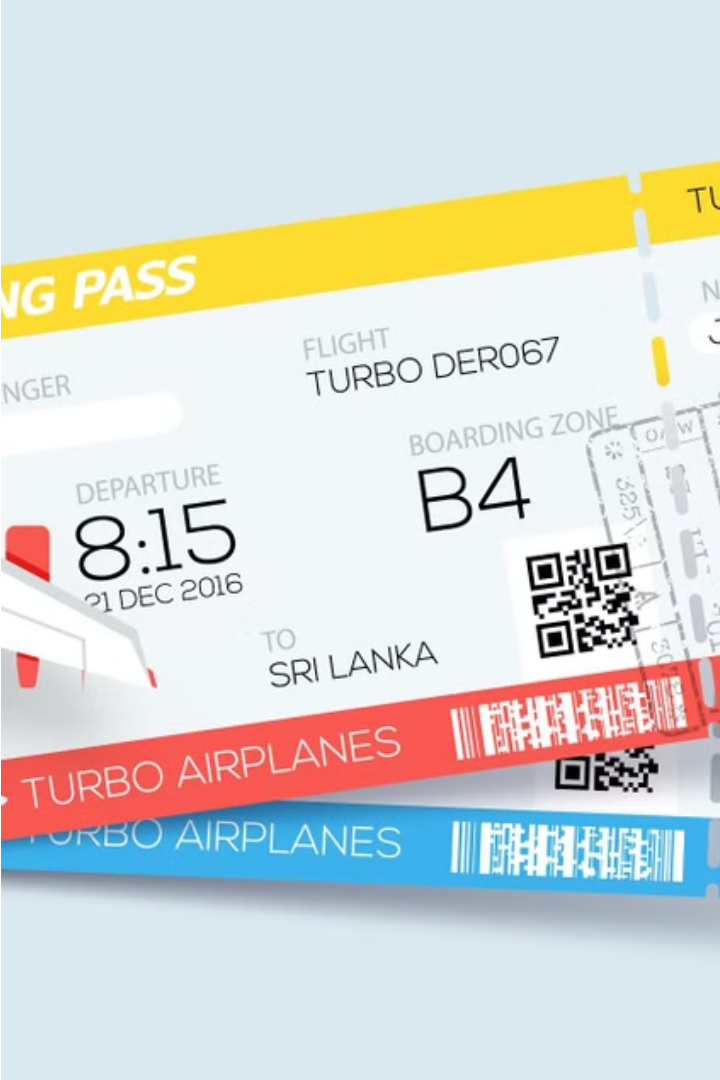 NG PASS
TU
NGER
FLIGHT
TURBO DER067
N
DEPARTURE
8:15
21 DEC 2016
BOARDING ZONE
B4
TO
SRI LANKA
TURBO AIRPLANES
TURBO AIRPLANES